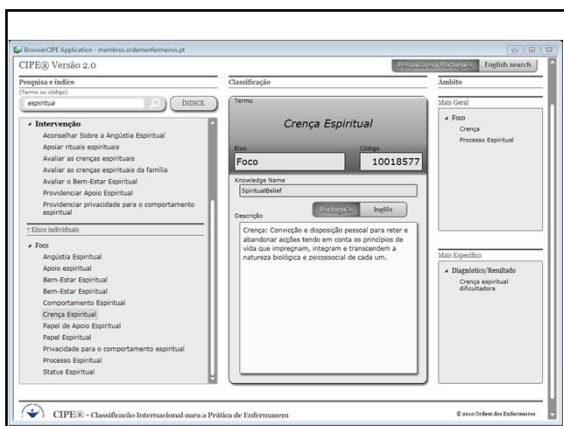 BrowserCIPE Application - membros.ordemenfermeiros.pt
CIPE® Versão 2.0
Pesquisa em Português
English search
Pesquisa e índice
(Termo ou código)
espiritua
ÍNDICE
Intervenção
Aconselhar Sobre a Angústia Espiritual
Apoiar rituais espirituais
Avaliar as crenças espirituais
Avaliar as crenças espirituais da família
Avaliar o Bem-Estar Espiritual
Providenciar Apoio Espiritual
Providenciar privacidade para o comportamento
espiritual
7 Eixos individuais
Foco
Angústia Espiritual
Apoio espiritual
Bem-Estar Espiritual
Bem-Estar Espiritual
Comportamento Espiritual
Crença Espiritual
Papel de Apoio Espiritual
Papel Espiritual
Privacidade para o comportamento espiritual
Processo Espiritual
Status Espiritual
Classificação
Termo
Crença Espiritual
Eixo
Código
Foco
10018577
Knowledge Name
SpiritualBelief
Descrição
Português
Inglês
Crença: Convicção e disposição pessoal para reter e
abandonar acções tendo em conta os princípios de
vida que impregnam, integram e transcendem a
natureza biológica e psicossocial de cada um.
Âmbito
Mais Geral
Foco
Crença
Processo Espiritual
Mais Específico
Diagnóstico/Resultado
Crença espiritual
dificultadora
CIPE® - Classificação Internacional para a Prática de Enfermagem
© 2010 Ordem dos Enfermeiros